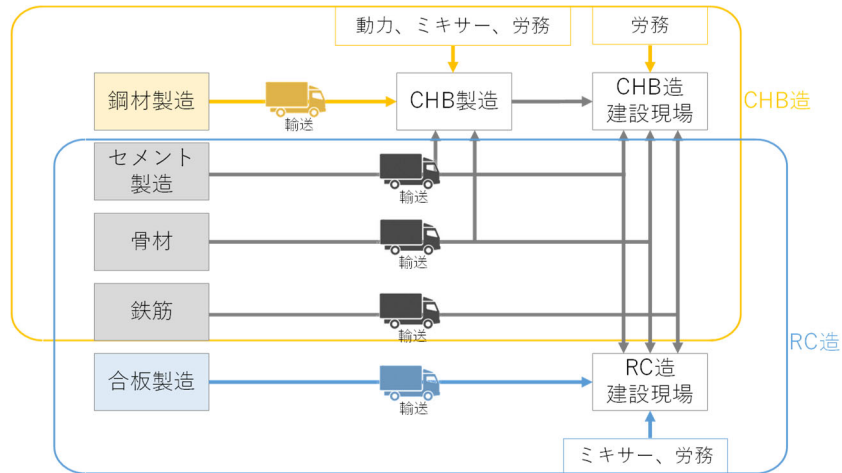 動力、ミキサー、労務
労務
鋼材製造
輸送
CHB製造
CHB造
建設現場
CHB造
セメント
製造
輸送
骨材
輸送
鉄筋
輸送
RC造
合板製造
輸送
RC造
建設現場
ミキサー、労務